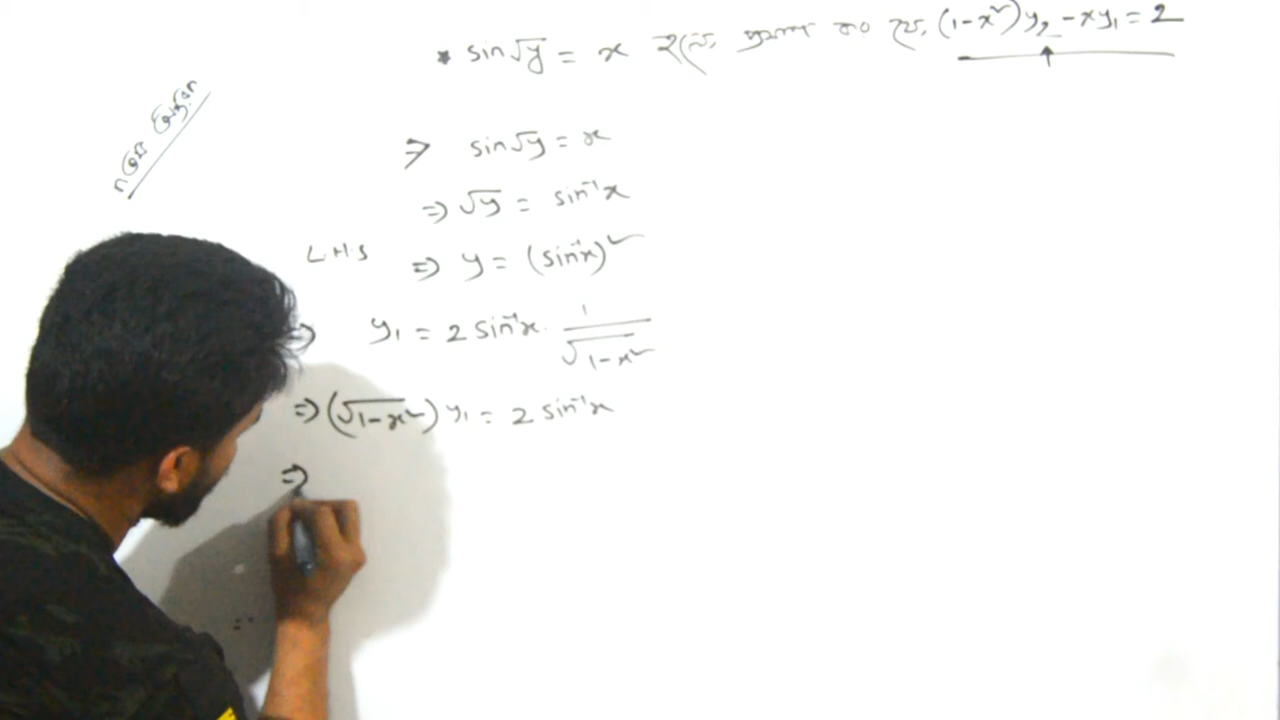 * sin√y = x হলে প্রমাণ কর যে, (1-x²)y₂ - xy₁ = 2
⇒ sin√y = x
⇒ √y = sin⁻¹x
L.H.S ⇒ y = (sin⁻¹x)²
⇒ y₁ = 2 sin⁻¹x · 1/√(1-x²)
⇒ (√1-x²) y₁ = 2 sin⁻¹x
⇒